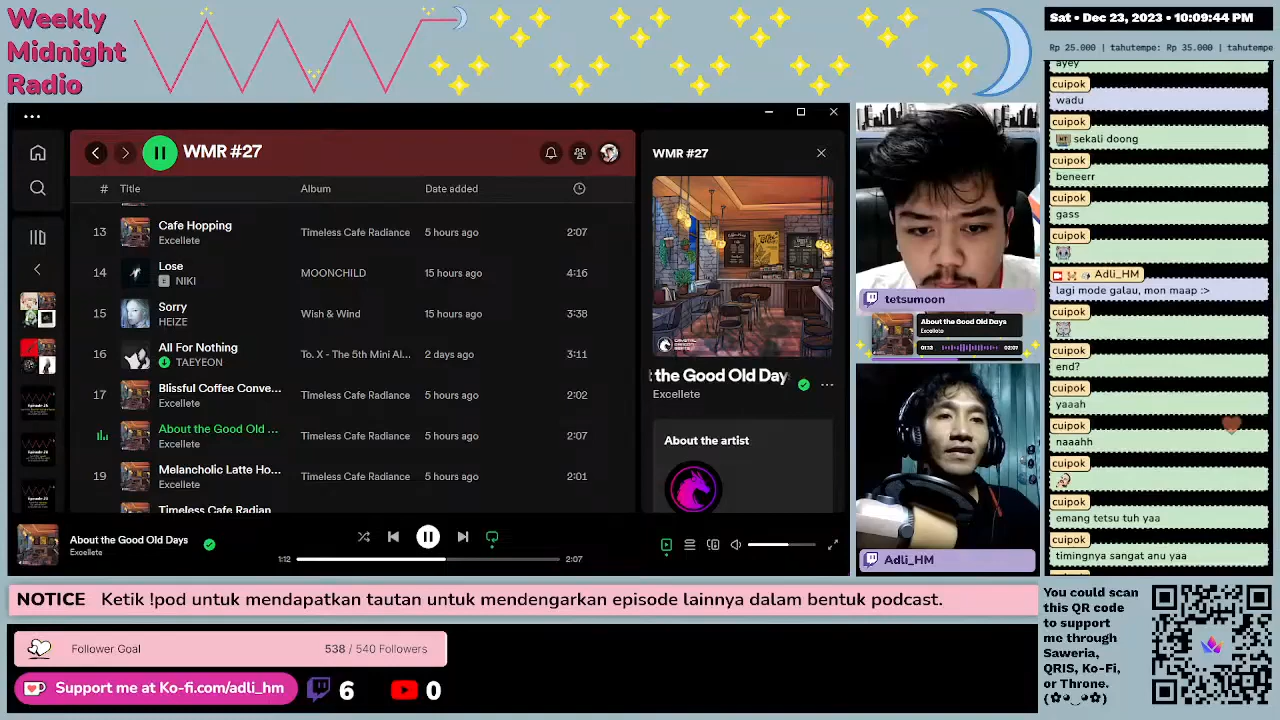 Weekly
Midnight
Radio
Sat • Dec 23, 2023 • 10:09:44 PM
Rp 25.000 | tahutempe: Rp 35.000 | tahutempe
WMR #27
# Title Album Date added
13 Cafe Hopping Timeless Cafe Radiance 5 hours ago 2:07
Excellete
14 Lose MOONCHILD 15 hours ago 4:16
E NIKI
15 Sorry Wish & Wind 15 hours ago 3:38
HEIZE
16 All For Nothing To. X - The 5th Mini Al... 2 days ago 3:11
TAEYEON
17 Blissful Coffee Conve... Timeless Cafe Radiance 5 hours ago 2:02
Excellete
About the Good Old ... Timeless Cafe Radiance 5 hours ago 2:07
Excellete
19 Melancholic Latte Ho... Timeless Cafe Radiance 5 hours ago 2:01
Excellete
Timeless Cafe Radian
WMR #27
the Good Old Day
Excellete
About the artist
About the Good Old Days
Excellete
1:12 2:07
tetsumoon
About the Good Old Days
Excellete
01:13 02:07
Adli_HM
ayey
cuipok
wadu
cuipok
sekali doong
cuipok
beneerr
cuipok
gass
cuipok
Adli_HM
lagi mode galau, mon maap :>
cuipok
cuipok
end?
cuipok
yaaah
cuipok
naaahh
cuipok
cuipok
emang tetsu tuh yaa
cuipok
timingnya sangat anu yaa
NOTICE Ketik !pod untuk mendapatkan tautan untuk mendengarkan episode lainnya dalam bentuk podcast.
Follower Goal 538 / 540 Followers
Support me at Ko-fi.com/adli_hm 6 0
You could scan
this QR code
to support
me through
Saweria,
QRIS, Ko-Fi,
or Throne.
(✿◕‿◕✿)